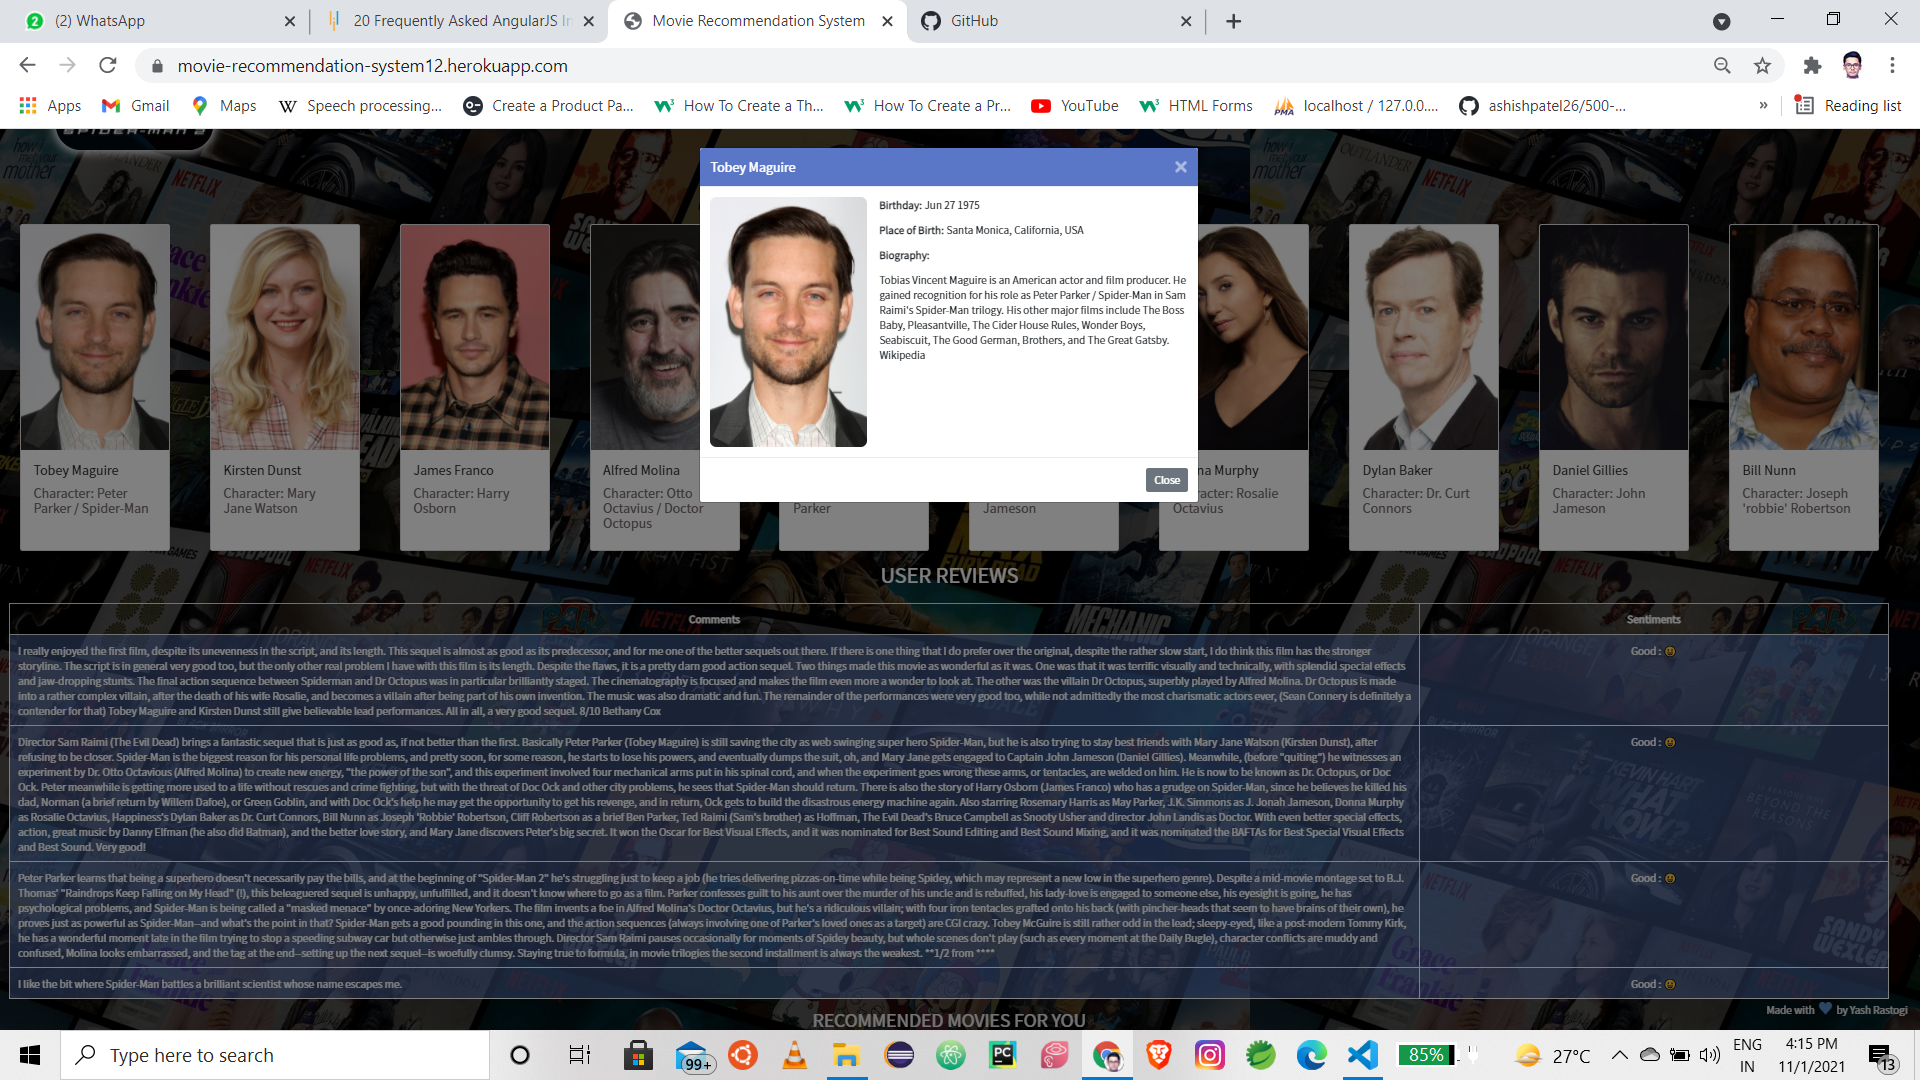 (2) WhatsApp
20 Frequently Asked AngularJS In
Movie Recommendation System
GitHub
movie-recommendation-system12.herokuapp.com
Apps
Gmail
Maps
Speech processing...
Create a Product Pa...
How To Create a Th...
How To Create a Pr...
YouTube
HTML Forms
localhost / 127.0.0....
ashishpatel26/500-...
»
Reading list
SPIDER-MAN 2
Tobey Maguire
Birthday: Jun 27 1975
Place of Birth: Santa Monica, California, USA
Biography:
Tobias Vincent Maguire is an American actor and film producer. He
gained recognition for his role as Peter Parker / Spider-Man in Sam
Raimi's Spider-Man trilogy. His other major films include The Boss
Baby, Pleasantville, The Cider House Rules, Wonder Boys,
Seabiscuit, The Good German, Brothers, and The Great Gatsby.
Wikipedia
Close
Tobey Maguire
Character: Peter
Parker / Spider-Man
Kirsten Dunst
Character: Mary
Jane Watson
James Franco
Character: Harry
Osborn
Alfred Molina
Character: Otto
Octavius / Doctor
Octopus
Parker
Jameson
na Murphy
racter: Rosalie
Octavius
Dylan Baker
Character: Dr. Curt
Connors
Daniel Gillies
Character: John
Jameson
Bill Nunn
Character: Joseph
'robbie' Robertson
USER REVIEWS
Comments
Sentiments
I really enjoyed the first film, despite its unevenness in the script, and its length. This sequel is almost as good as its predecessor, and for me one of the better sequels out there. If there is one thing that I do prefer over the original, despite the rather slow start, I do think this film has the stronger
storyline. The script is in general very good too, but the only other real problem I have with this film is its length. Despite the flaws, it is a pretty darn good action sequel. Two things made this movie as wonderful as it was. One was that it was terrific visually and technically, with splendid special effects
and jaw-dropping stunts. The final action sequence between Spiderman and Dr Octopus was in particular brilliantly staged. The cinematography is focused and makes the film even more a wonder to look at. The other was the villain Dr Octopus, superbly played by Alfred Molina. Dr Octopus is made
into a rather complex villain, after the death of his wife Rosalie, and becomes a villain after being part of his own invention. The music was also dramatic and fun. The remainder of the performances were very good too, while not admittedly the most charismatic actors ever, (Sean Connery is definitely a
contender for that) Tobey Maguire and Kirsten Dunst still give believable lead performances. All in all, a very good sequel. 8/10 Bethany Cox
Good :
Director Sam Raimi (The Evil Dead) brings a fantastic sequel that is just as good as, if not better than the first. Basically Peter Parker (Tobey Maguire) is still saving the city as web swinging super hero Spider-Man, but he is also trying to stay best friends with Mary Jane Watson (Kirsten Dunst), after
refusing to be closer. Spider-Man is the biggest reason for his personal life problems, and pretty soon, for some reason, he starts to lose his powers, and eventually dumps the suit, oh, and Mary Jane gets engaged to Captain John Jameson (Daniel Gillies). Meanwhile, (before "quiting") he witnesses an
experiment by Dr. Otto Octavious (Alfred Molina) to create new energy, "the power of the son", and this experiment involved four mechanical arms put in his spinal cord, and when the experiment goes wrong these arms, or tentacles, are welded on him. He is now to be known as Dr. Octopus, or Doc
Ock. Peter meanwhile is getting more used to a life without rescues and crime fighting, but with the threat of Doc Ock and other city problems, he sees that Spider-Man should return. There is also the story of Harry Osborn (James Franco) who has a grudge on Spider-Man, since he believes he killed his
dad, Norman (a brief return by Willem Dafoe), or Green Goblin, and with Doc Ock's help he may get the opportunity to get his revenge, and in return, Ock gets to build the disastrous energy machine again. Also starring Rosemary Harris as May Parker, J.K. Simmons as J. Jonah Jameson, Donna Murphy
as Rosalie Octavius, Happiness's Dylan Baker as Dr. Curt Connors, Bill Nunn as Joseph 'Robbie' Robertson, Cliff Robertson as a brief Ben Parker, Ted Raimi (Sam's brother) as Hoffman, The Evil Dead's Bruce Campbell as Snooty Usher and director John Landis as Doctor. With even better special effects,
action, great music by Danny Elfman (he also did Batman), and the better love story, and Mary Jane discovers Peter's big secret. It won the Oscar for Best Visual Effects, and it was nominated for Best Sound Editing and Best Sound Mixing, and it was nominated the BAFTAs for Best Special Visual Effects
and Best Sound. Very good!
Good :
Peter Parker learns that being a superhero doesn't necessarily pay the bills, and at the beginning of "Spider-Man 2" he's struggling just to keep a job (he tries delivering pizzas-on-time while being Spidey, which may represent a new low in the superhero genre). Despite a mid-movie montage set to B.J.
Thomas' "Raindrops Keep Falling on My Head" (!), this beleaguered sequel is unhappy, unfulfilled, and it doesn't know where to go as a film. Parker confesses guilt to his aunt over the murder of his uncle and is rebuffed, his lady-love is engaged to someone else, his eyesight is going, he has
psychological problems, and Spider-Man is being called a "masked menace" by once-adoring New Yorkers. The film invents a foe in Alfred Molina's Doctor Octavius, but he's a ridiculous villain; with four iron tentacles grafted onto his back (with pincher-heads that seem to have brains of their own), he
proves just as powerful as Spider-Man--and what's the point in that? Spider-Man gets a good pounding in this one, and the action sequences (always involving one of Parker's loved ones as a target) are CGI crazy. Tobey McGuire is still rather odd in the lead; sleepy-eyed, like a post-modern Tommy Kirk,
he has a wonderful moment late in the film trying to stop a speeding subway car but otherwise just ambles through. Director Sam Raimi pauses occasionally for moments of Spidey beauty, but whole scenes don't play (such as every moment at the Daily Bugle), character conflicts are muddy and
confused, Molina looks embarrassed, and the tag at the end--setting up the next sequel--is woefully clumsy. Staying true to formula, in movie trilogies the second installment is always the weakest. **1/2 from ****
Good :
I like the bit where Spider-Man battles a brilliant scientist whose name escapes me.
Good :
Made with
by Yash Rastogi
RECOMMENDED MOVIES FOR YOU
Type here to search
99+
85%
27°C
ENG
IN
4:15 PM
11/1/2021
13